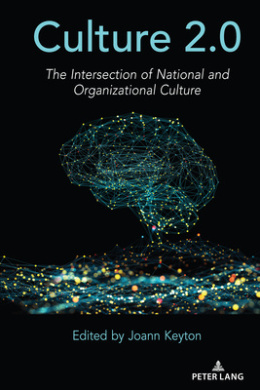 Culture 2.0
The Intersection of National and
Organizational Culture
Edited by Joann Keyton
PETER LANG